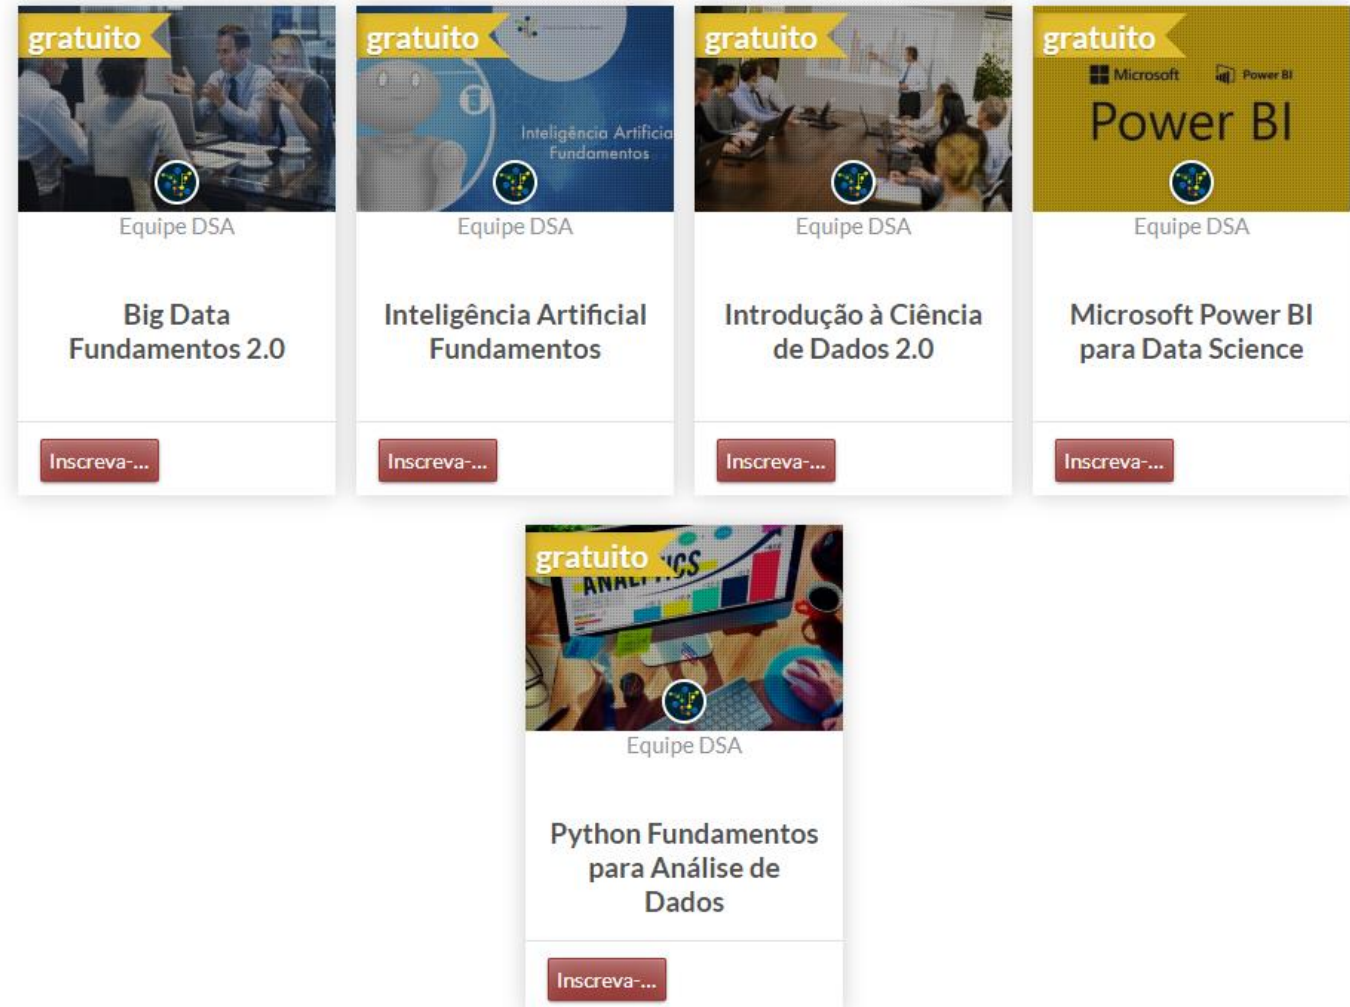 gratuito
Inteligência Artificia
Fundamentos
Equipe DSA
Big Data
Fundamentos 2.0
Inscreva-...
gratuito
Equipe DSA
Inteligência Artificial
Fundamentos
Inscreva-...
gratuito
Equipe DSA
Introdução à Ciência
de Dados 2.0
Inscreva-...
gratuito
Microsoft
Power BI
Power BI
Equipe DSA
Microsoft Power BI
para Data Science
Inscreva-...
gratuito
ANALYTICS
Equipe DSA
Python Fundamentos
para Análise de
Dados
Inscreva-...